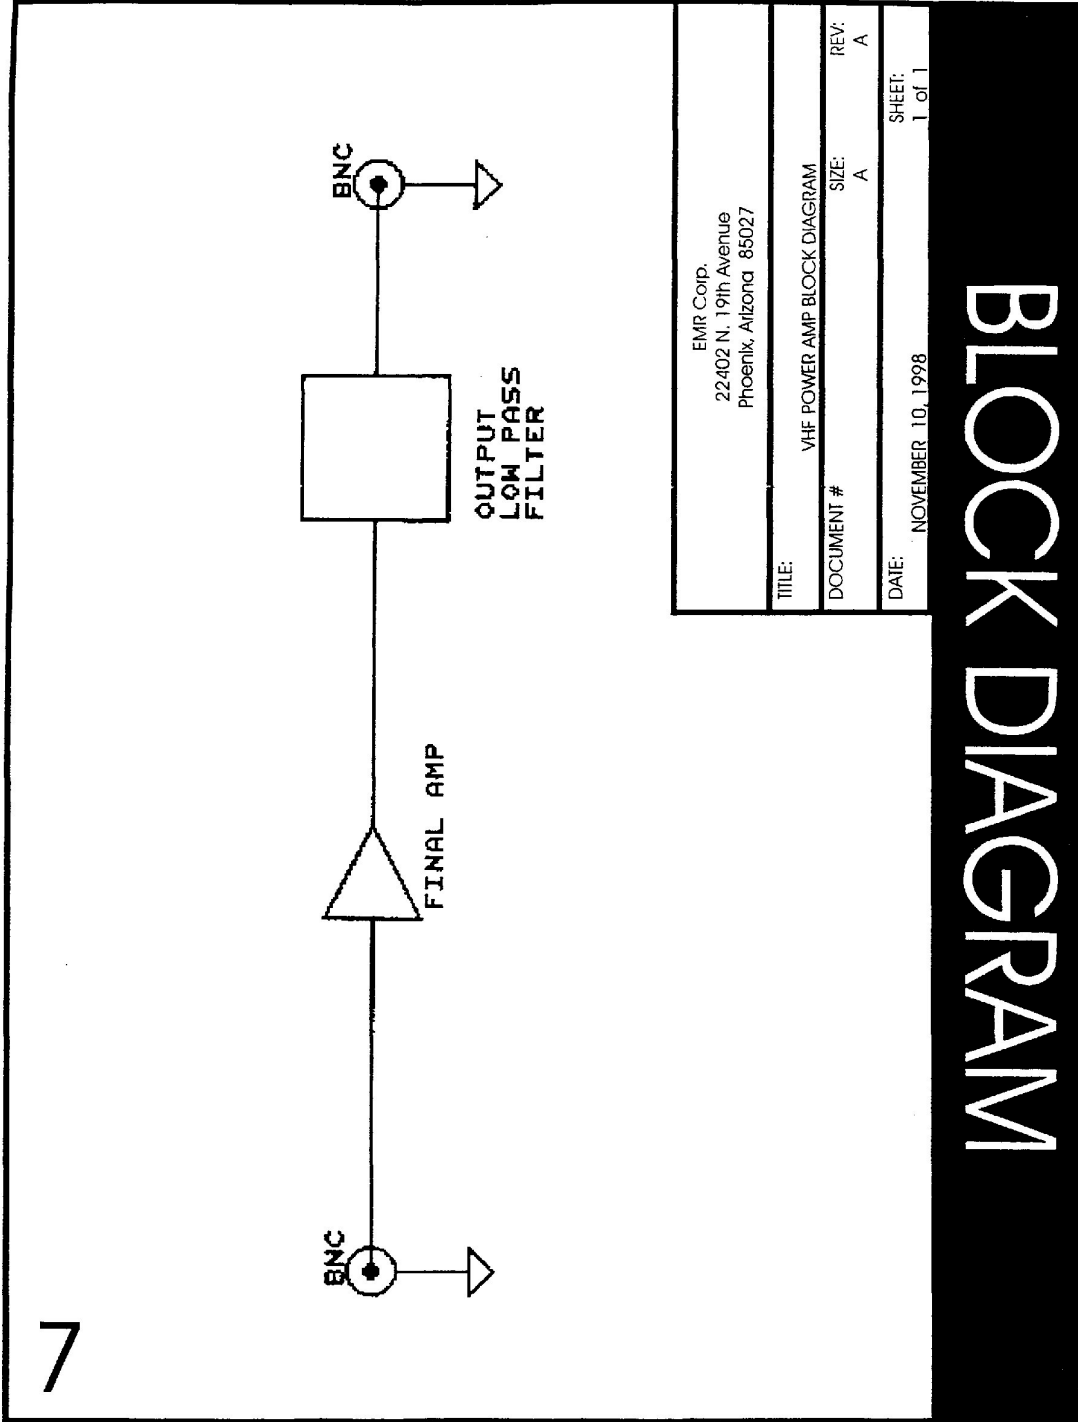 7
BNC
FINAL AMP
OUTPUT
LOW PASS
FILTER
BNC
EMR Corp.
22402 N. 19th Avenue
Phoenix, Arizona 85027
TITLE:
VHF POWER AMP BLOCK DIAGRAM
DOCUMENT #
SIZE:
A
REV:
A
DATE:
NOVEMBER 10, 1998
SHEET:
1 of 1
BLOCK DIAGRAM